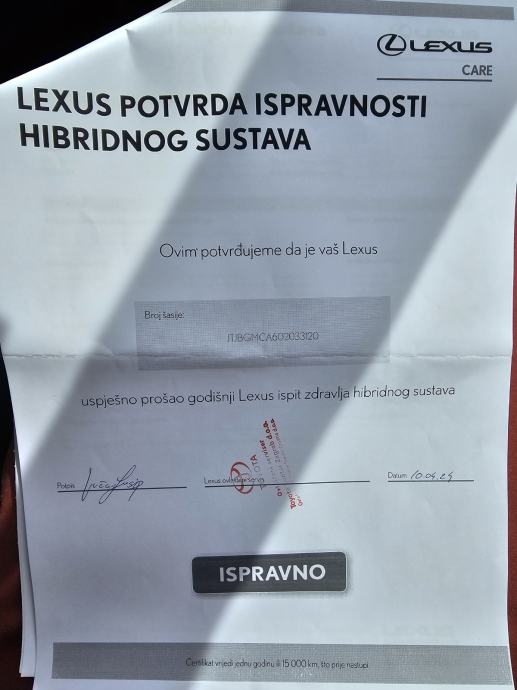 LEXUS
CARE
LEXUS POTVRDA ISPRAVNOSTI
HIBRIDNOG SUSTAVA
Ovim potvrđujemo da je vaš Lexus
Broj šasije:
JTJBGMCA602033120
uspješno prošao godišnji Lexus ispit zdravlja hibridnog sustava
Potpis
Lexus ovlašteni servis
TOYOTA
Datum 10.04.24
ISPRAVNO
Certifikat vrijedi jednu godinu ili 15 000 km, što prije nastupi